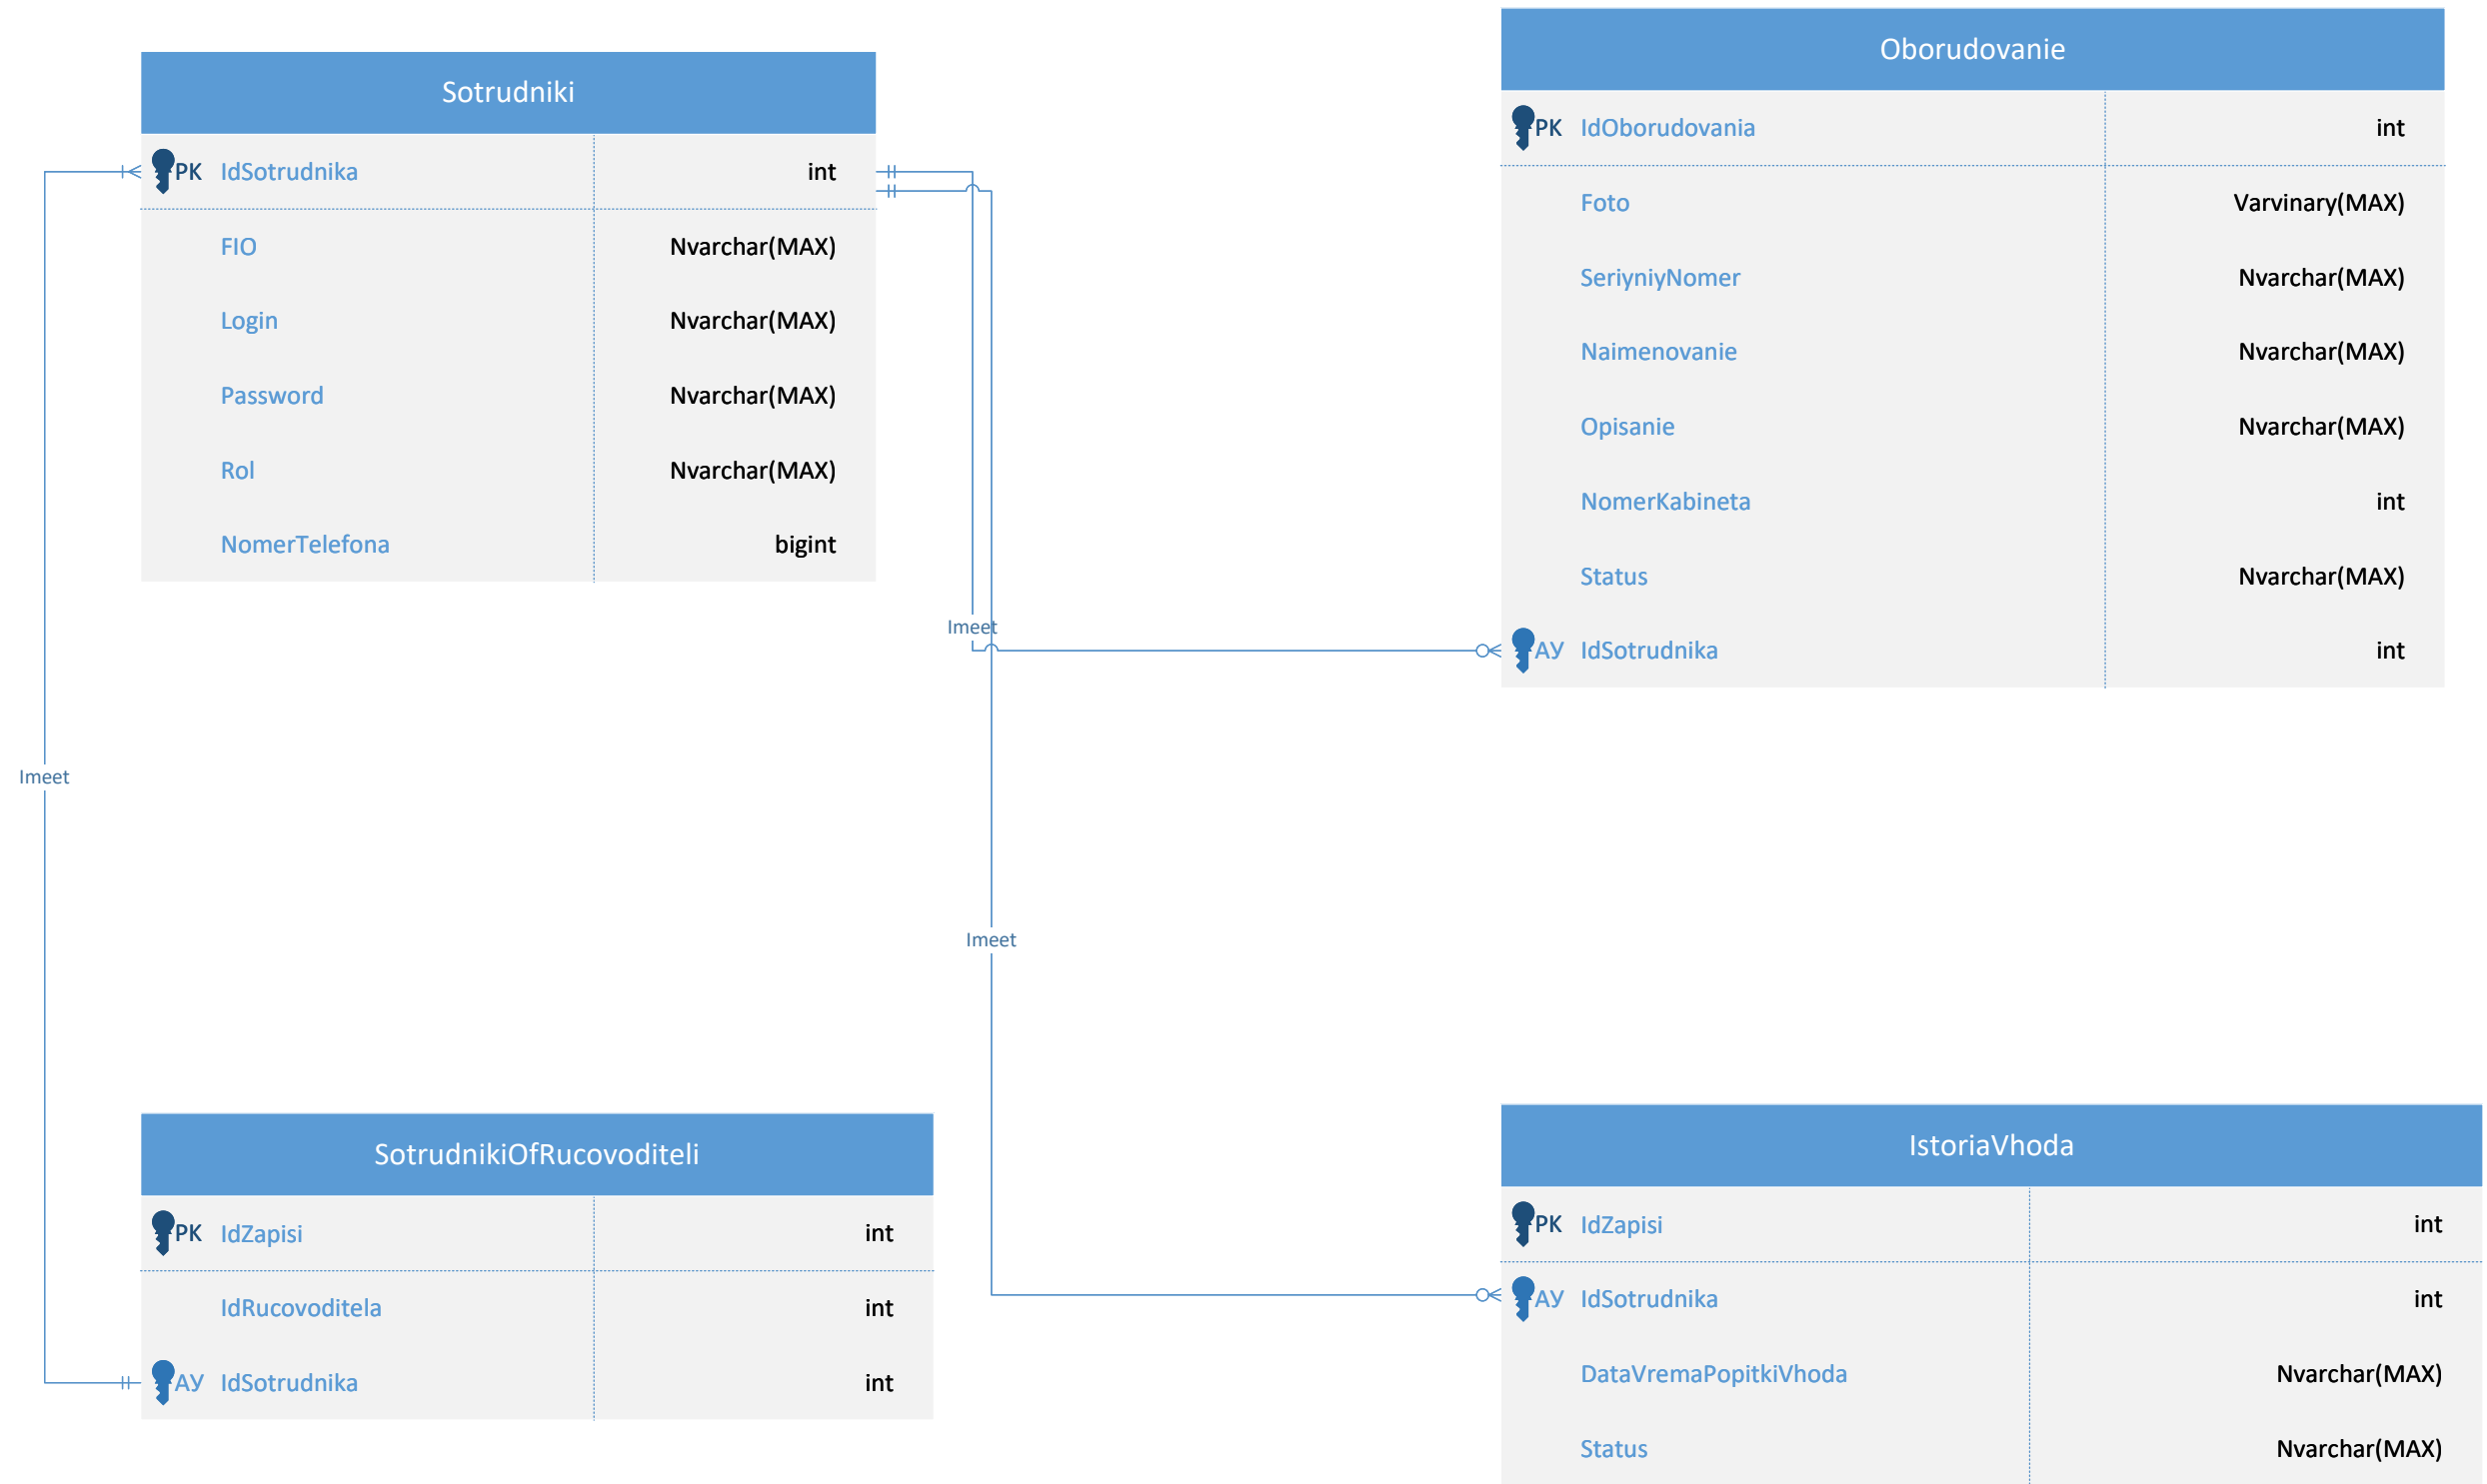 Sotrudniki
PK IdSotrudnika int
FIO Nvarchar(MAX)
Login Nvarchar(MAX)
Password Nvarchar(MAX)
Rol Nvarchar(MAX)
NomerTelefona bigint
Oborudovanie
PK IdOborudovania int
Foto Varvinary(MAX)
SeriyniyNomer Nvarchar(MAX)
Naimenovanie Nvarchar(MAX)
Opisanie Nvarchar(MAX)
NomerKabineta int
Status Nvarchar(MAX)
АУ IdSotrudnika int
Imeet
Imeet
Imeet
SotrudnikiOfRucovoditeli
PK IdZapisi int
IdRucovoditela int
АУ IdSotrudnika int
IstoriaVhoda
PK IdZapisi int
АУ IdSotrudnika int
DataVremaPopitkiVhoda Nvarchar(MAX)
Status Nvarchar(MAX)